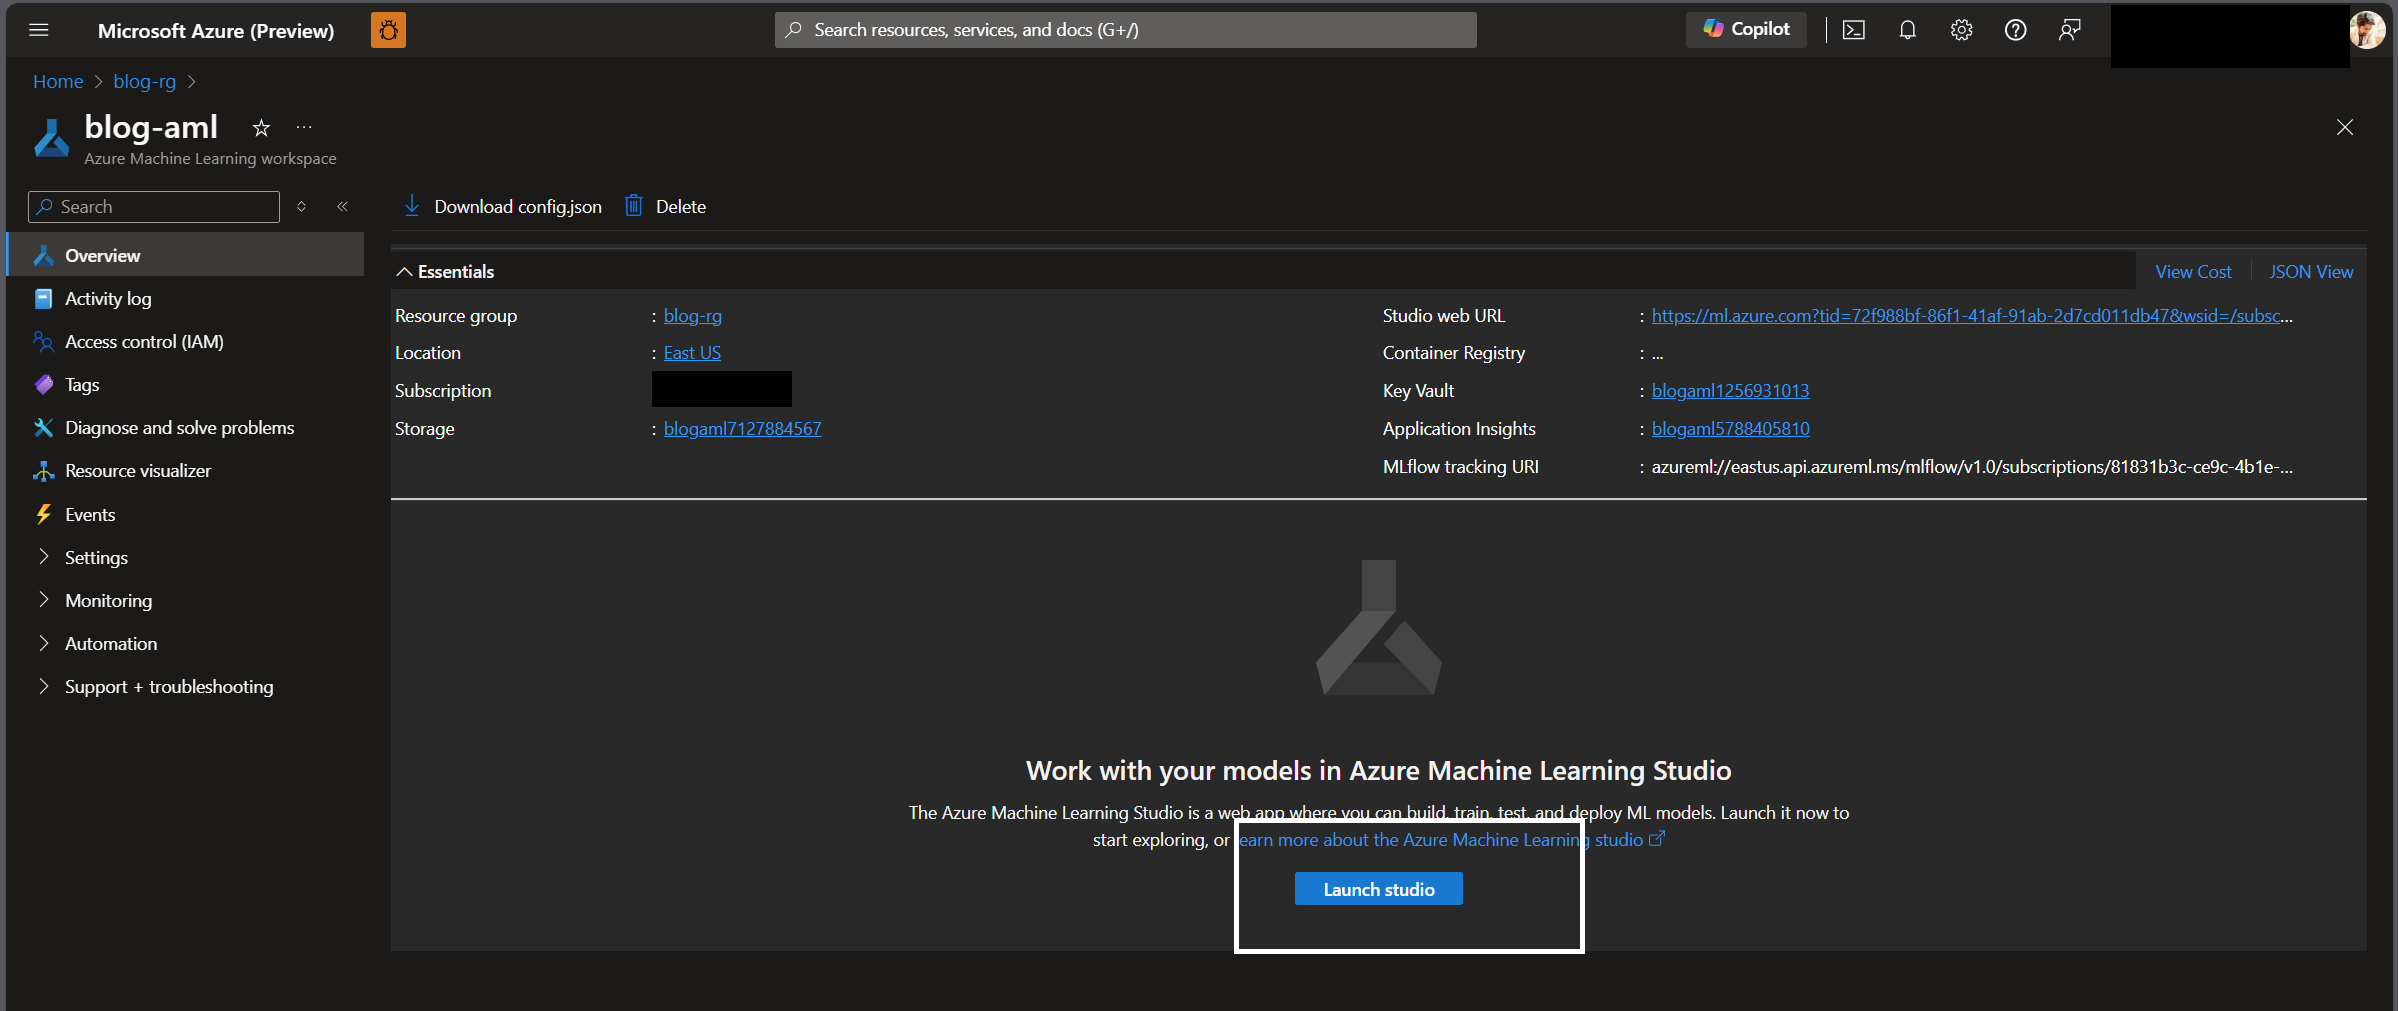 Microsoft Azure (Preview)
Search resources, services, and docs (G+/)
Copilot
Home > blog-rg >
blog-aml
Azure Machine Learning workspace
Search
Download config.json
Delete
Overview
Activity log
Access control (IAM)
Tags
Diagnose and solve problems
Resource visualizer
Events
Settings
Monitoring
Automation
Support + troubleshooting
Essentials
View Cost
JSON View
Resource group : blog-rg
Location : East US
Subscription
Storage : blogaml7127884567
Studio web URL : https://ml.azure.com?tid=72f988bf-86f1-41af-91ab-2d7cd011db47&wsid=/subsc...
Container Registry : ...
Key Vault : blogaml1256931013
Application Insights : blogaml5788405810
MLflow tracking URI : azureml://eastus.api.azureml.ms/mlflow/v1.0/subscriptions/81831b3c-ce9c-4b1e-...
Work with your models in Azure Machine Learning Studio
The Azure Machine Learning Studio is a web app where you can build, train, test, and deploy ML models. Launch it now to
start exploring, or learn more about the Azure Machine Learning studio
Launch studio